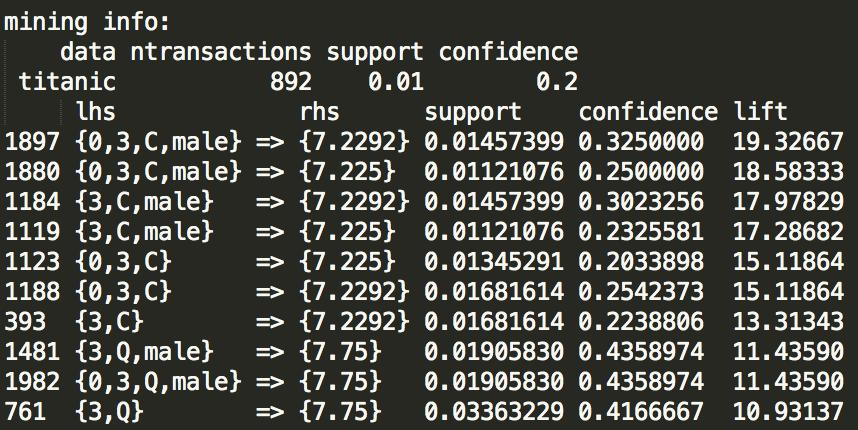 mining info:
data ntransactions support confidence
titanic 892 0.01 0.2
lhs rhs support confidence lift
1897 {0,3,C,male} => {7.2292} 0.01457399 0.3250000 19.32667
1880 {0,3,C,male} => {7.225} 0.01121076 0.2500000 18.58333
1184 {3,C,male} => {7.2292} 0.01457399 0.3023256 17.97829
1119 {3,C,male} => {7.225} 0.01121076 0.2325581 17.28682
1123 {0,3,C} => {7.225} 0.01345291 0.2033898 15.11864
1188 {0,3,C} => {7.2292} 0.01681614 0.2542373 15.11864
393 {3,C} => {7.2292} 0.01681614 0.2238806 13.31343
1481 {3,Q,male} => {7.75} 0.01905830 0.4358974 11.43590
1982 {0,3,Q,male} => {7.75} 0.01905830 0.4358974 11.43590
761 {3,Q} => {7.75} 0.03363229 0.4166667 10.93137